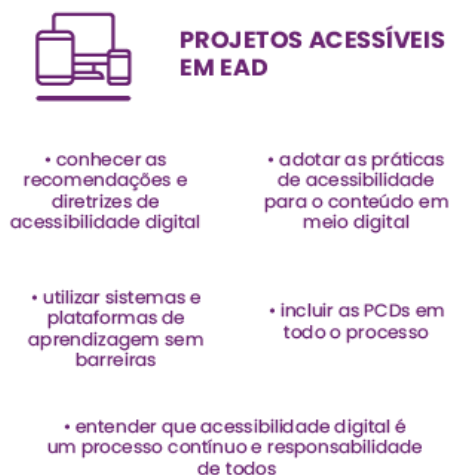 PROJETOS ACESSÍVEIS
EM EAD
• conhecer as
recomendações e
diretrizes de
acessibilidade digital
• adotar as práticas
de acessibilidade
para o conteúdo em
meio digital
• utilizar sistemas e
plataformas de
aprendizagem sem
barreiras
• incluir as PCDs em
todo o processo
• entender que acessibilidade digital é
um processo contínuo e responsabilidade
de todos